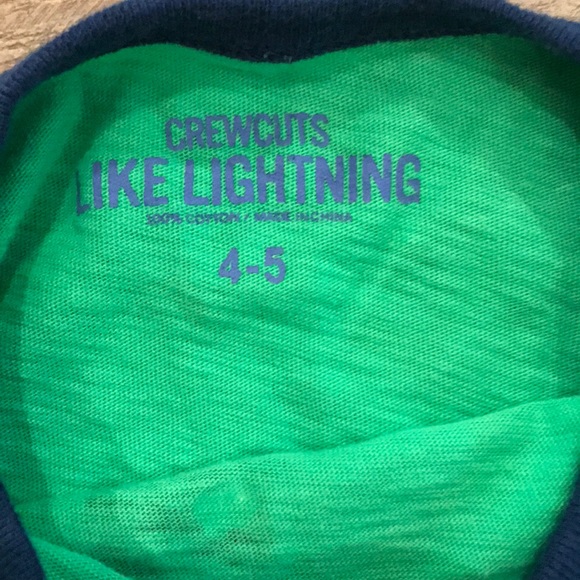 CREWCUTS
LIKE LIGHTNING
100% COTTON / MADE IN CHINA
4-5